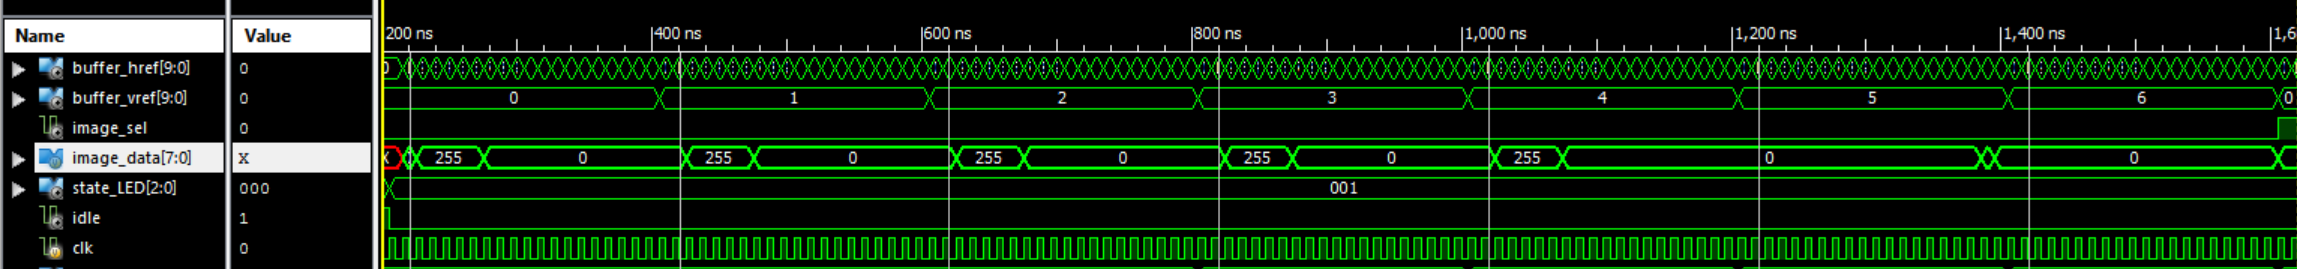 Name Value 200 ns 400 ns 600 ns 800 ns 1,000 ns 1,200 ns 1,400 ns 1,6
buffer_href[9:0] 0 0
buffer_vref[9:0] 0 0 1 2 3 4 5 6 0
image_sel 0
image_data[7:0] X X 255 0 255 0 255 0 255 0 255 0 0
state_LED[2:0] 000 001
idle 1
clk 0